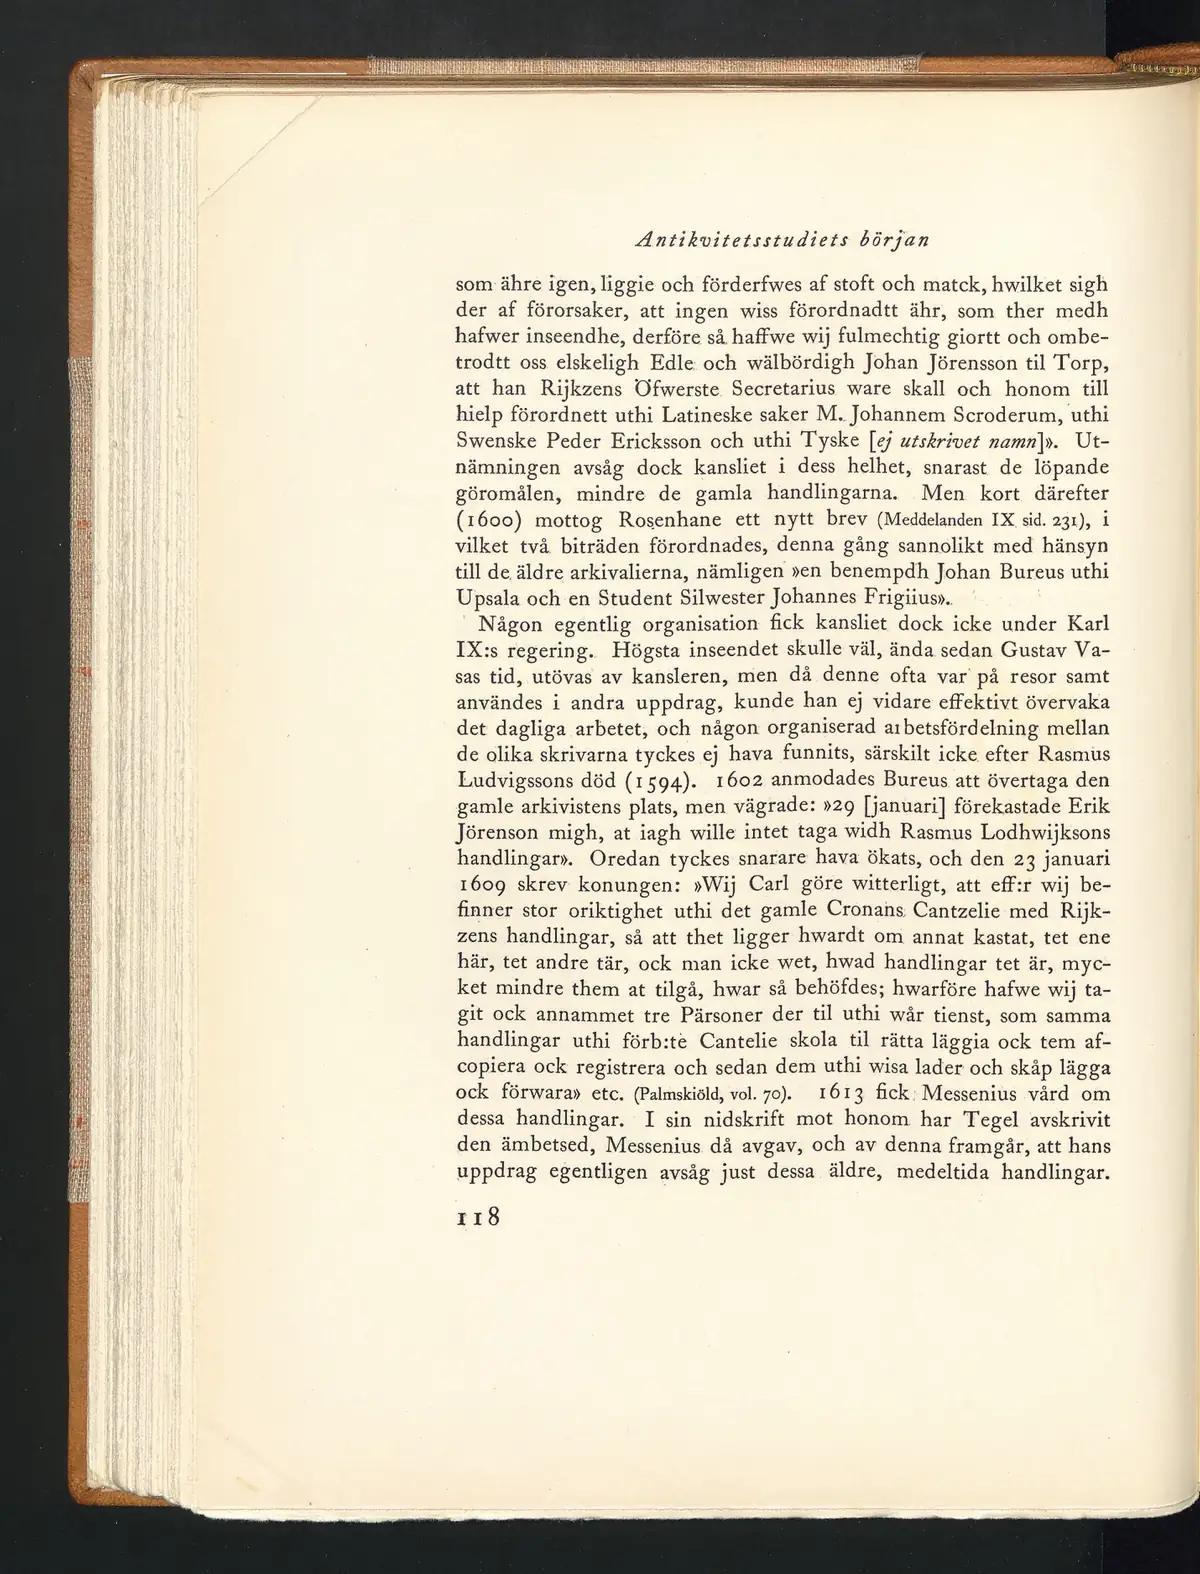 Antikvitetsstudiets början
som ähre igen, liggie och förderfwes af stoft och matck, hwilket sigh
der af förorsaker, att ingen wiss förordnadtt ähr, som ther medh
hafwer inseendhe, derföre så haffwe wij fulmechtig giortt och ombe-
trodtt oss elskeligh Edle och wälbördigh Johan Jörensson til Torp,
att han Rijkzens Öfwerste Secretarius ware skall och honom till
hielp förordnett uthi Latineske saker M. Johannem Scroderum, uthi
Swenske Peder Ericksson och uthi Tyske [ej utskrivet namn]». Ut-
nämningen avsåg dock kansliet i dess helhet, snarast de löpande
göromålen, mindre de gamla handlingarna. Men kort därefter
(1600) mottog Rosenhane ett nytt brev (Meddelanden IX sid. 231), i
vilket två biträden förordnades, denna gång sannolikt med hänsyn
till de äldre arkivalierna, nämligen »en benempdh Johan Bureus uthi
Upsala och en Student Silwester Johannes Frigiius».
Någon egentlig organisation fick kansliet dock icke under Karl
IX:s regering. Högsta inseendet skulle väl, ända sedan Gustav Va-
sas tid, utövas av kansleren, men då denne ofta var på resor samt
användes i andra uppdrag, kunde han ej vidare effektivt övervaka
det dagliga arbetet, och någon organiserad arbetsfördelning mellan
de olika skrivarna tyckes ej hava funnits, särskilt icke efter Rasmus
Ludvigssons död (1594). 1602 anmodades Bureus att övertaga den
gamle arkivistens plats, men vägrade: »29 [januari] förekastade Erik
Jörenson migh, at iagh wille intet taga widh Rasmus Lodhwijksons
handlingar». Oredan tyckes snarare hava ökats, och den 23 januari
1609 skrev konungen: »Wij Carl göre witterligt, att eff:r wij be-
finner stor oriktighet uthi det gamle Cronans Cantzelie med Rijk-
zens handlingar, så att thet ligger hwardt om annat kastat, tet ene
här, tet andre tär, ock man icke wet, hwad handlingar tet är, myc-
ket mindre them at tilgå, hwar så behöfdes; hwarföre hafwe wij ta-
git ock annammet tre Pärsoner der til uthi wår tienst, som samma
handlingar uthi förb:te Cantelie skola til rätta läggia ock tem af-
copiera ock registrera och sedan dem uthi wisa lader och skåp lägga
ock förwara» etc. (Palmskiöld, vol. 70). 1613 fick Messenius vård om
dessa handlingar. I sin nidskrift mot honom har Tegel avskrivit
den ämbetsed, Messenius då avgav, och av denna framgår, att hans
uppdrag egentligen avsåg just dessa äldre, medeltida handlingar.
118